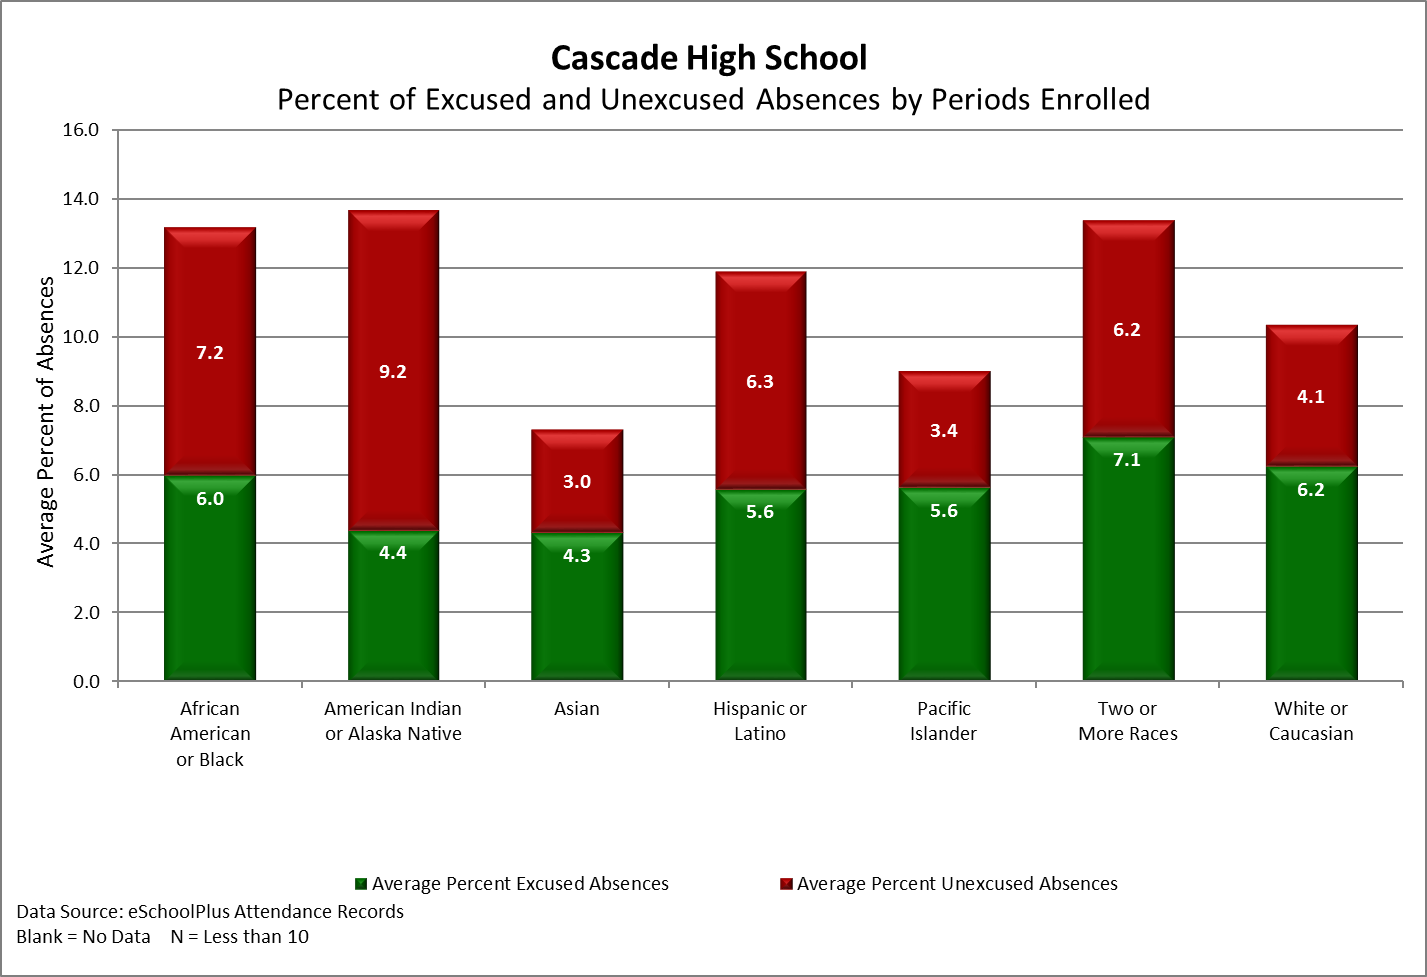 Cascade High School
Percent of Excused and Unexcused Absences by Periods Enrolled
Average Percent of Absences
16.0
14.0
12.0
10.0
8.0
6.0
4.0
2.0
0.0
7.2
9.2
3.0
6.3
3.4
6.2
4.1
6.0
4.4
4.3
5.6
5.6
7.1
6.2
African
American
or Black
American Indian
or Alaska Native
Asian
Hispanic or
Latino
Pacific
Islander
Two or
More Races
White or
Caucasian
Average Percent Excused Absences
Average Percent Unexcused Absences
Data Source: eSchoolPlus Attendance Records
Blank = No Data    N = Less than 10